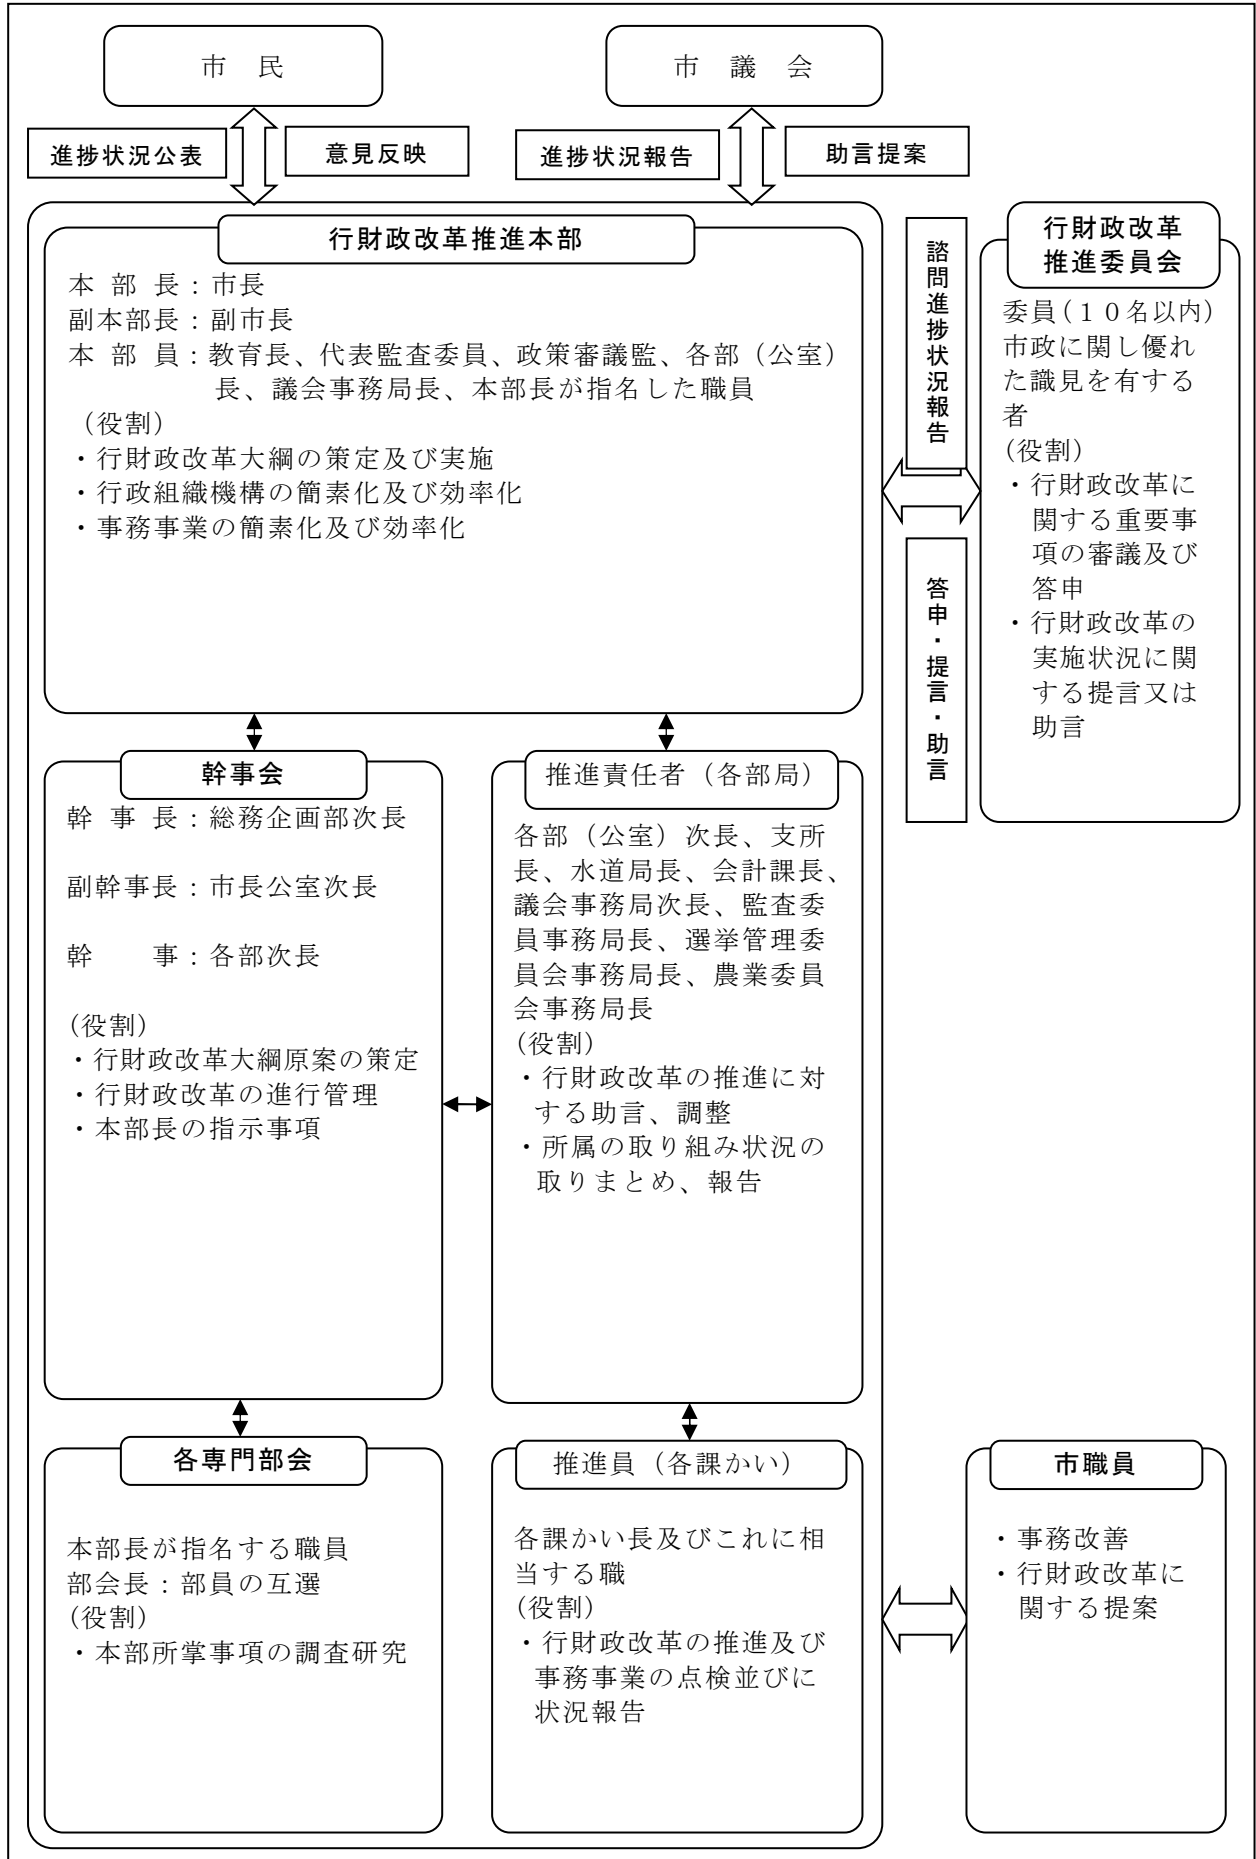 市　民
市　議　会
進捗状況公表
意見反映
進捗状況報告
助言提案
行財政改革推進本部
本 部 長：市長
副本部長：副市長
本 部 員：教育長、代表監査委員、政策審議監、各部（公室）
長、議会事務局長、本部長が指名した職員
（役割）
・行財政改革大綱の策定及び実施
・行政組織機構の簡素化及び効率化
・事務事業の簡素化及び効率化
諮問進捗状況報告
答申・提言・助言
行財政改革
推進委員会
委員（１０名以内）
市政に関し優れ
た識見を有する
者
（役割）
・行財政改革に
関する重要事
項の審議及び
答申
・行財政改革の
実施状況に関
する提言又は
助言
幹事会
幹 事 長：総務企画部次長
副幹事長：市長公室次長
幹　　事：各部次長
（役割）
・行財政改革大綱原案の策定
・行財政改革の進行管理
・本部長の指示事項
推進責任者（各部局）
各部（公室）次長、支所
長、水道局長、会計課長、
議会事務局次長、監査委
員事務局長、選挙管理委
員会事務局長、農業委員
会事務局長
（役割）
・行財政改革の推進に対
する助言、調整
・所属の取り組み状況の
取りまとめ、報告
各専門部会
本部長が指名する職員
部会長：部員の互選
（役割）
・本部所掌事項の調査研究
推進員（各課かい）
各課かい長及びこれに相
当する職
（役割）
・行財政改革の推進及び
事務事業の点検並びに
状況報告
市職員
・事務改善
・行財政改革に
関する提案